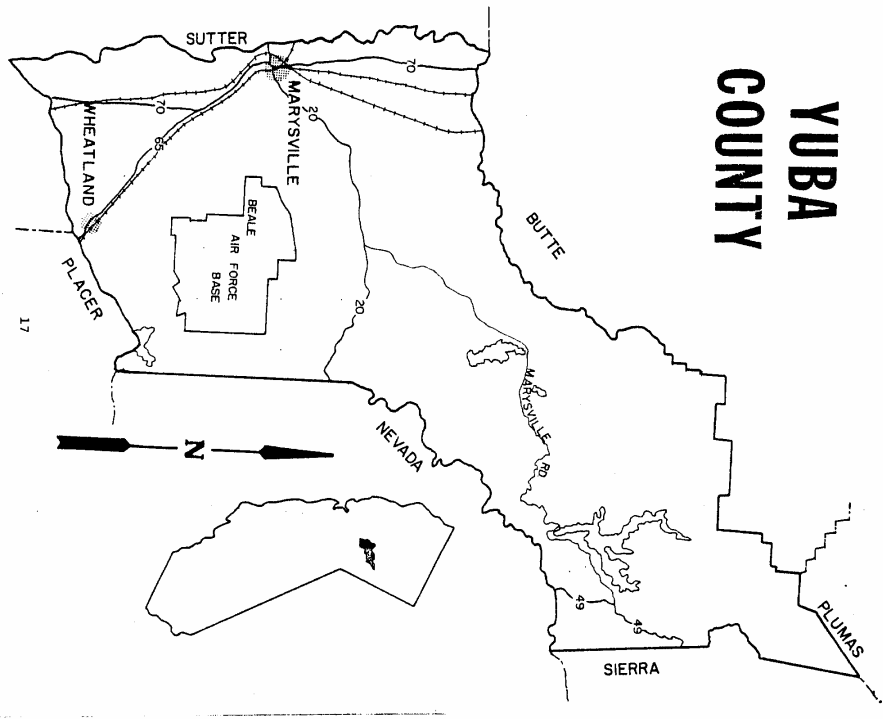 YUBA
COUNTY
SUTTER
70
MARYSVILLE
20
70
65
WHEATLAND
BEALE
AIR FORCE
BASE
BUTTE
20
PLACER
MARYSVILLE RD
NEVADA
N
49
49
PLUMAS
SIERRA
17